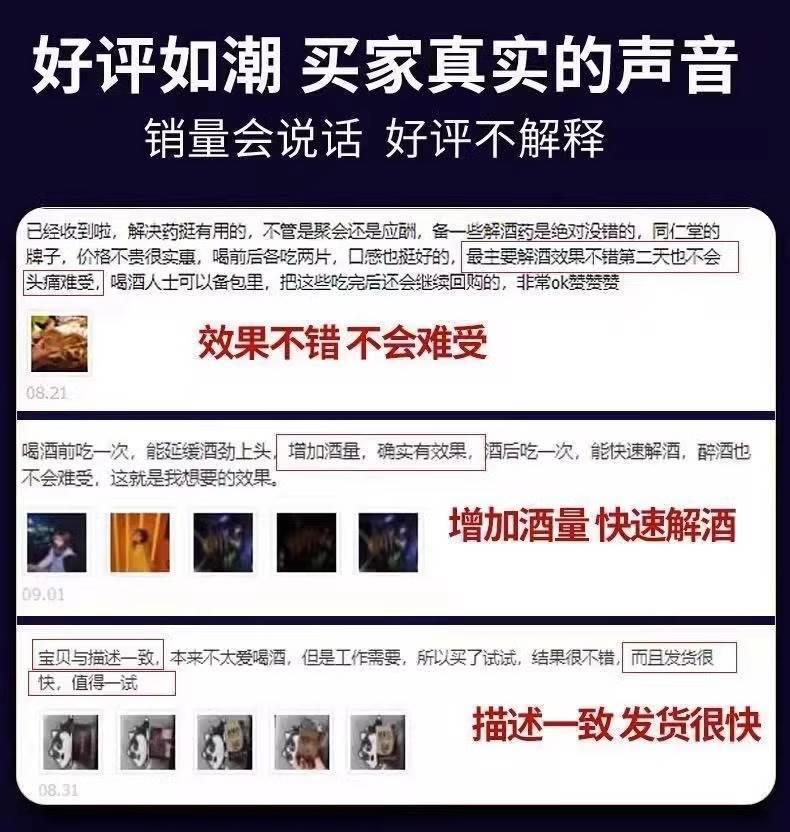 好评如潮 买家真实的声音
销量会说话 好评不解释
已经收到啦，解决药挺有用的，不管是聚会还是应酬，备一些解酒药是绝对没错的，同仁堂的
牌子，价格不贵很实惠，喝前后各吃两片，口感也挺好的，最主要解酒效果不错第二天也不会
头痛难受，喝酒人士可以备包里，把这些吃完后还会继续回购的，非常ok赞赞赞
效果不错 不会难受
08.21
喝酒前吃一次，能延缓酒劲上头，增加酒量，确实有效果，酒后吃一次，能快速解酒，醉酒也
不会难受，这就是我想要的效果。
增加酒量 快速解酒
09.01
宝贝与描述一致，本来不太爱喝酒，但是工作需要，所以买了试试，结果很不错，而且发货很
快，值得一试
描述一致 发货很快
08.31